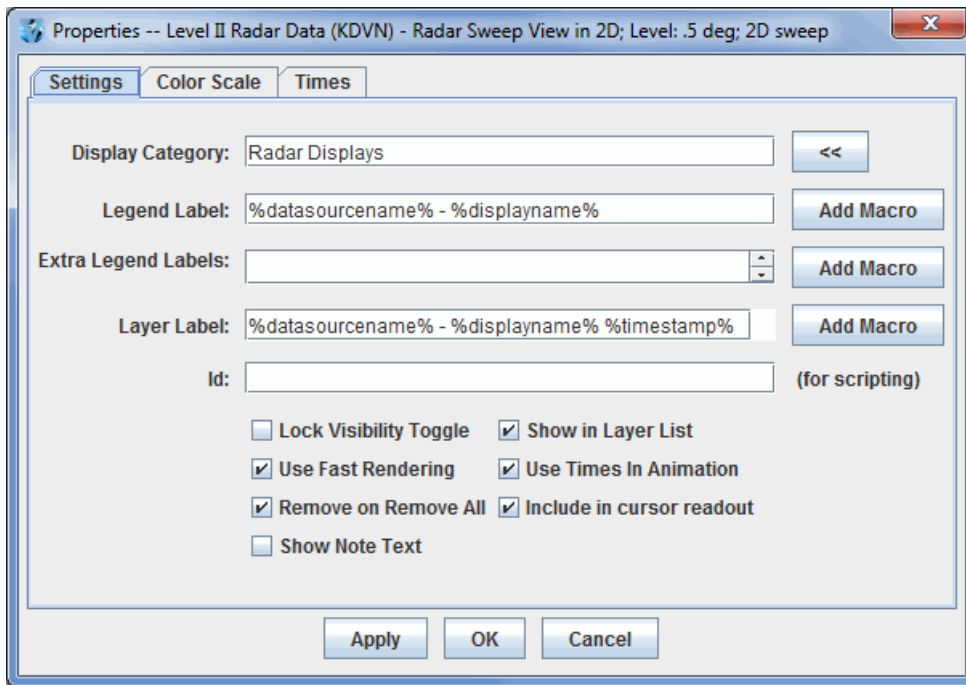 Properties -- Level II Radar Data (KDVN) - Radar Sweep View in 2D; Level: .5 deg; 2D sweep
Settings Color Scale Times
Display Category: Radar Displays <<
Legend Label: %datasourcename% - %displayname% Add Macro
Extra Legend Labels: Add Macro
Layer Label: %datasourcename% - %displayname% %timestamp% Add Macro
Id: (for scripting)
Lock Visibility Toggle Show in Layer List
Use Fast Rendering Use Times In Animation
Remove on Remove All Include in cursor readout
Show Note Text
Apply OK Cancel